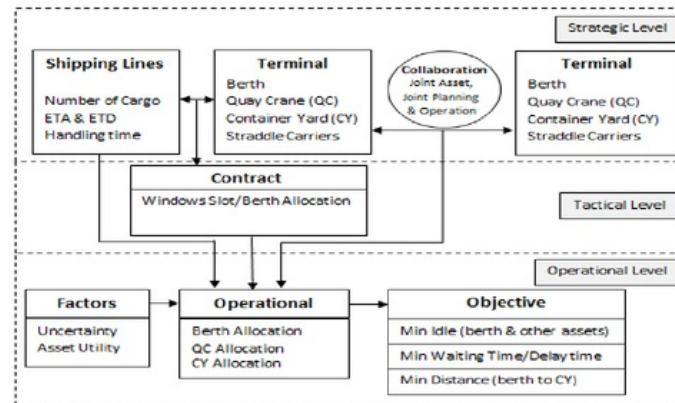 Strategic Level
Shipping Lines
Number of Cargo
ETA & ETD
Handling time
Terminal
Berth
Quay Crane (QC)
Container Yard (CY)
Straddle Carriers
Collaboration
Joint Asset,
Joint Planning
& Operation
Terminal
Berth
Quay Crane (QC)
Container Yard (CY)
Straddle Carriers
Contract
Windows Slot/Berth Allocation
Tactical Level
Operational Level
Factors
Uncertainty
Asset Utility
Operational
Berth Allocation
QC Allocation
CY Allocation
Objective
Min Idle (berth & other assets)
Min Waiting Time/Delay time
Min Distance (berth to CY)